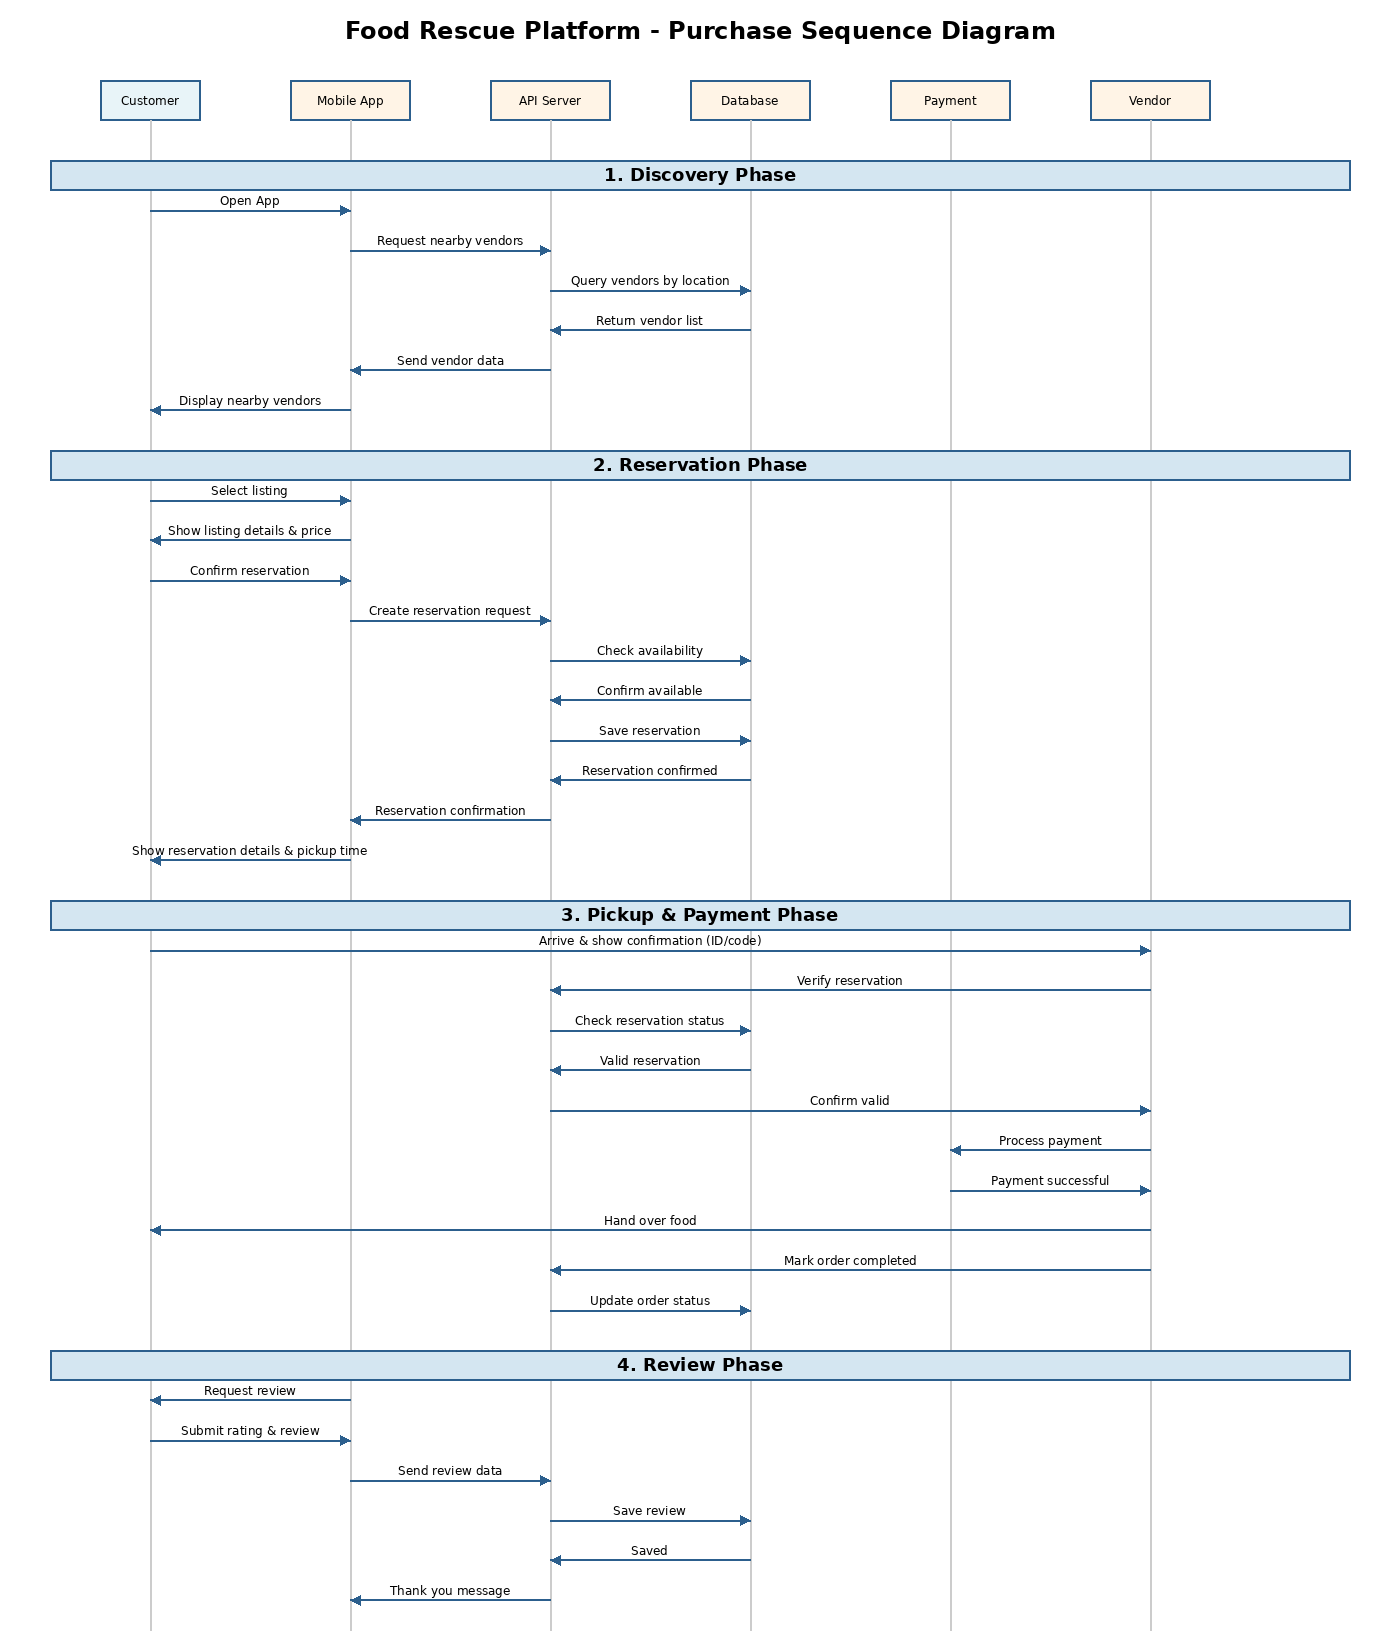 Food Rescue Platform - Purchase Sequence Diagram
Customer
Mobile App
API Server
Database
Payment
Vendor
1. Discovery Phase
Open App
Request nearby vendors
Query vendors by location
Return vendor list
Send vendor data
Display nearby vendors
2. Reservation Phase
Select listing
Show listing details & price
Confirm reservation
Create reservation request
Check availability
Confirm available
Save reservation
Reservation confirmed
Reservation confirmation
Show reservation details & pickup time
3. Pickup & Payment Phase
Arrive & show confirmation (ID/code)
Verify reservation
Check reservation status
Valid reservation
Confirm valid
Process payment
Payment successful
Hand over food
Mark order completed
Update order status
4. Review Phase
Request review
Submit rating & review
Send review data
Save review
Saved
Thank you message